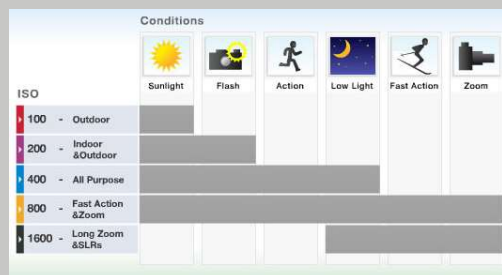 Conditions
Sunlight Flash Action Low Light Fast Action Zoom
ISO
100 - Outdoor
200 - Indoor
&Outdoor
400 - All Purpose
800 - Fast Action
&Zoom
1600 - Long Zoom
&SLRs